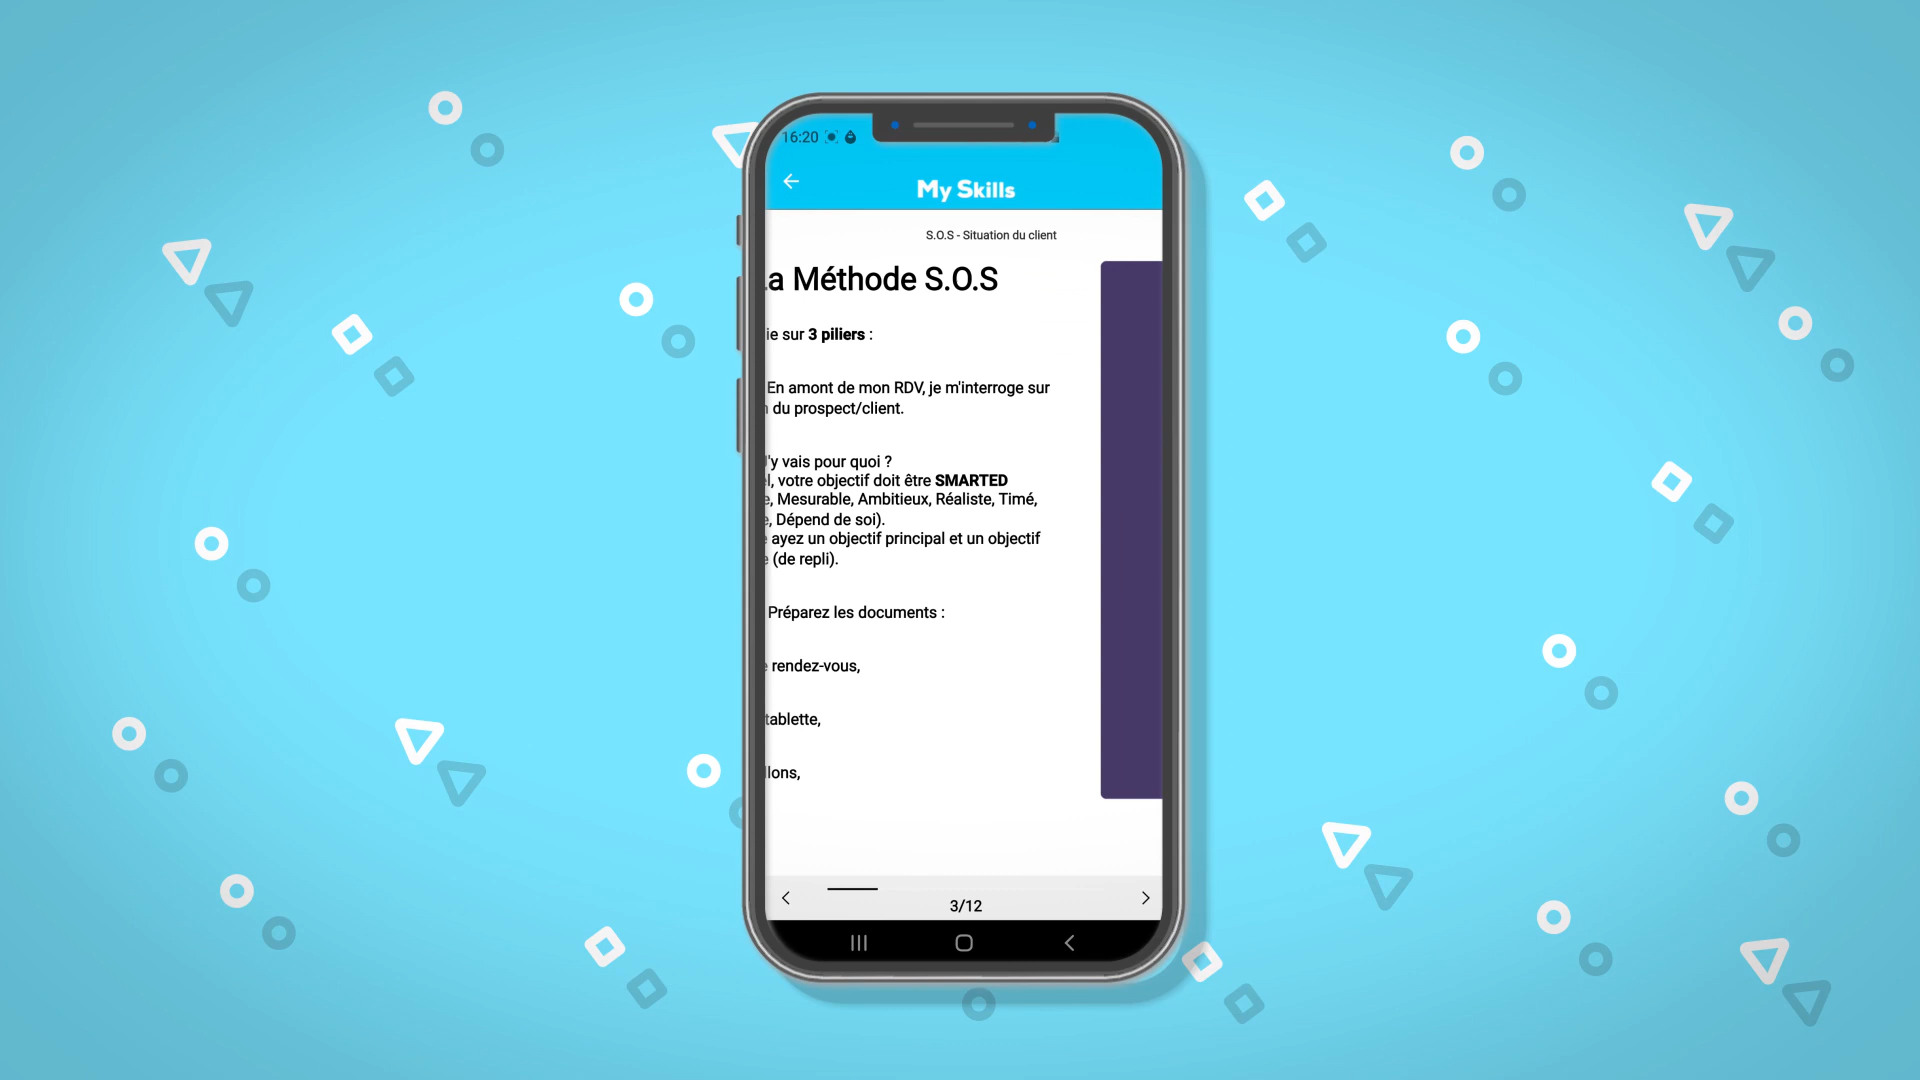 16:20
My Skills
S.O.S - Situation du client
a Méthode S.O.S
sur 3 piliers :
En amont de mon RDV, je m'interroge sur
du prospect/client.
'y vais pour quoi ?
votre objectif doit être SMARTED
Mesurable, Ambitieux, Réaliste, Timé,
Dépend de soi).
ayez un objectif principal et un objectif
(de repli).
Préparez les documents :
rendez-vous,
tablette,
3/12